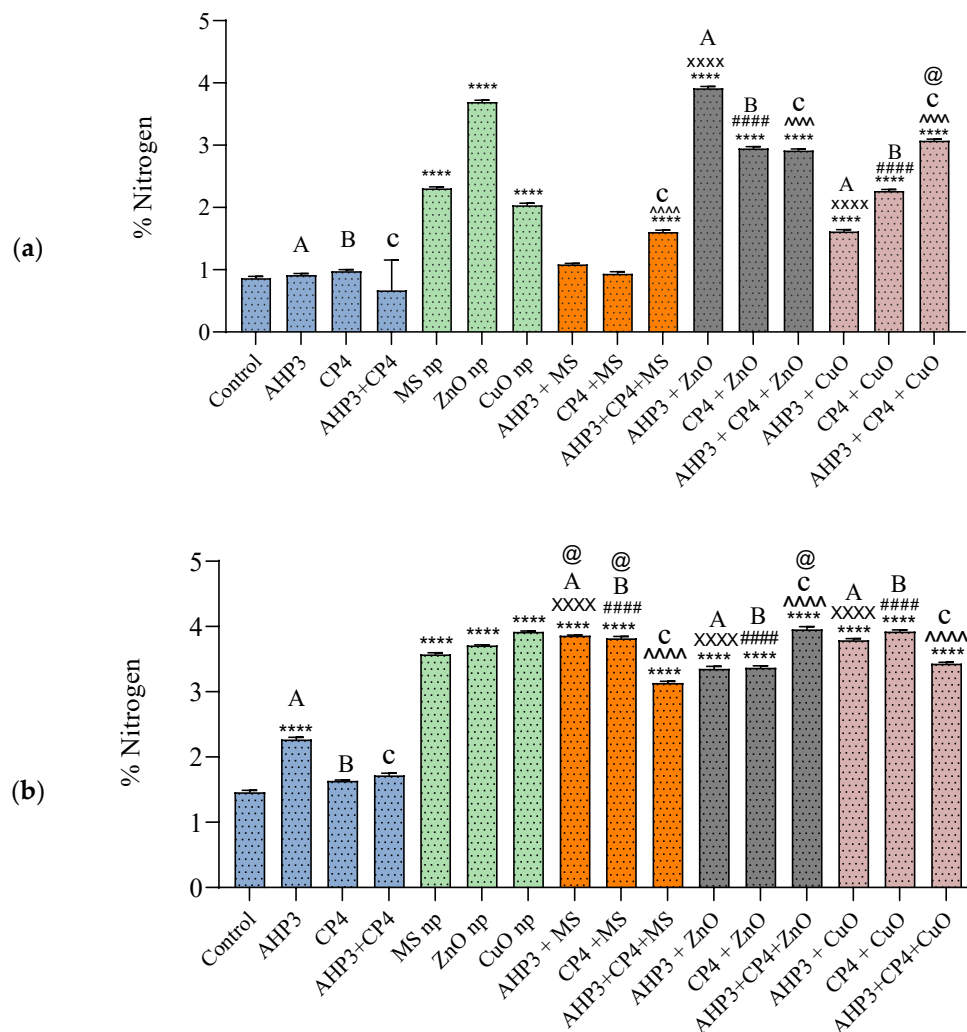 (a)
% Nitrogen
5
4
3
2
1
0
A
B
c
****
****
****
c
^^^^
****
A
xxxx
****
B
####
****
c
^^^^
****
A
xxxx
****
B
####
****
@
c
^^^^
****
Control
AHP3
CP4
AHP3+CP4
MS np
ZnO np
CuO np
AHP3 + MS
CP4 +MS
AHP3+CP4+MS
AHP3 + ZnO
CP4 + ZnO
AHP3 + CP4 + ZnO
AHP3 + CuO
CP4 + CuO
AHP3 + CP4 + CuO
(b)
% Nitrogen
5
4
3
2
1
0
A
****
B
c
****
****
****
@
A
XXXX
****
@
B
####
****
c
^^^^
****
A
XXXX
****
B
####
****
@
c
^^^^
****
A
XXXX
****
B
####
****
c
^^^^
****
Control
AHP3
CP4
AHP3+CP4
MS np
ZnO np
CuO np
AHP3 + MS
CP4 +MS
AHP3+CP4+MS
AHP3 + ZnO
CP4 + ZnO
AHP3+CP4+ZnO
AHP3 + CuO
CP4 + CuO
AHP3+CP4+CuO